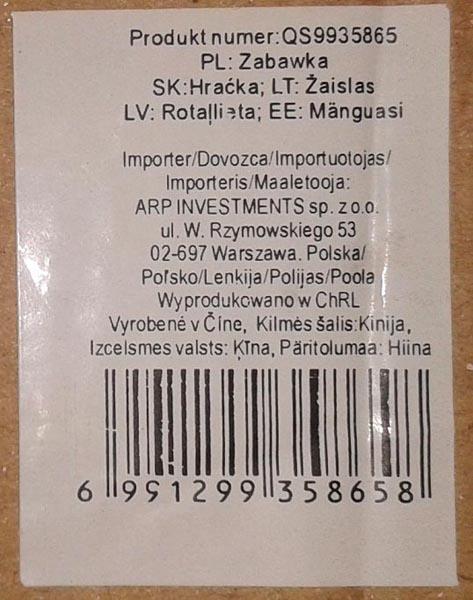 Produkt numer:QS9935865
PL: Zabawka
SK:Hračka; LT: Žaislas
LV: Rotaļlieta; EE: Mänguasi
Importer/Dovozca/Importuotojas/
Importeris/Maaletooja:
ARP INVESTMENTS sp. z o.o.
ul. W. Rzymowskiego 53
02-697 Warszawa. Polska/
Poľsko/Lenkija/Polijas/Poola
Wyprodukowano w ChRL
Vyrobené v Číne, Kilmės šalis:Kinija,
Izcelsmes valsts: Ķīna, Päritolumaa: Hiina
6 991299 358658